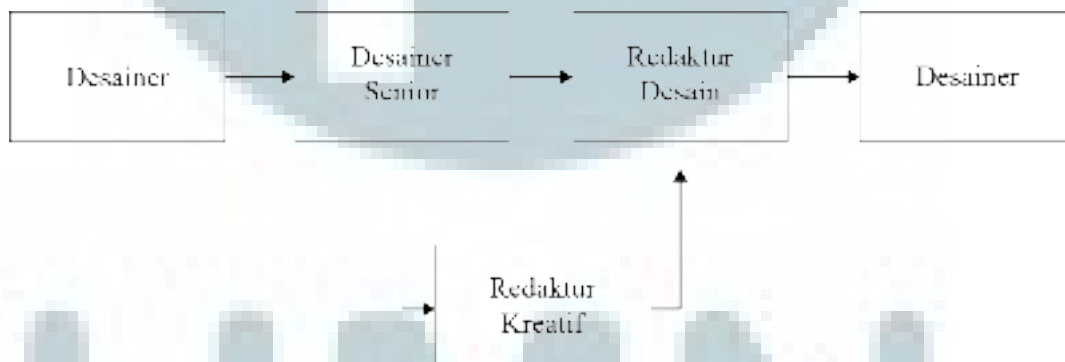 Desainer
Desainer
Senior
Redaktur
Desain
Desainer
Redaktur
Kreatif